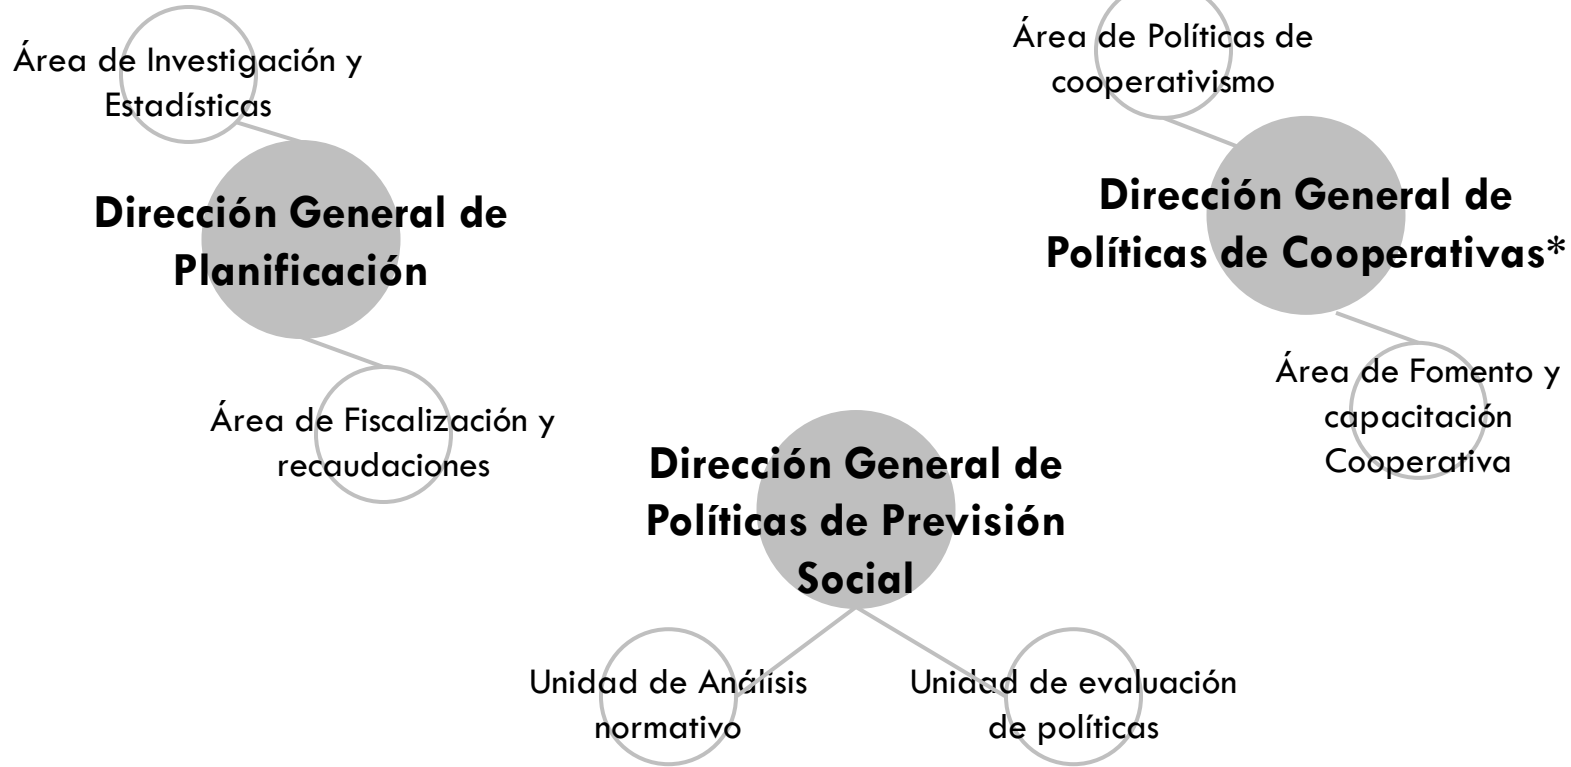 Área de Investigación y
Estadísticas
Dirección General de
Planificación
Área de Fiscalización y
recaudaciones
Área de Políticas de
cooperativismo
Dirección General de
Políticas de Cooperativas*
Área de Fomento y
capacitación
Cooperativa
Dirección General de
Políticas de Previsión
Social
Unidad de Análisis
normativo
Unidad de evaluación
de políticas